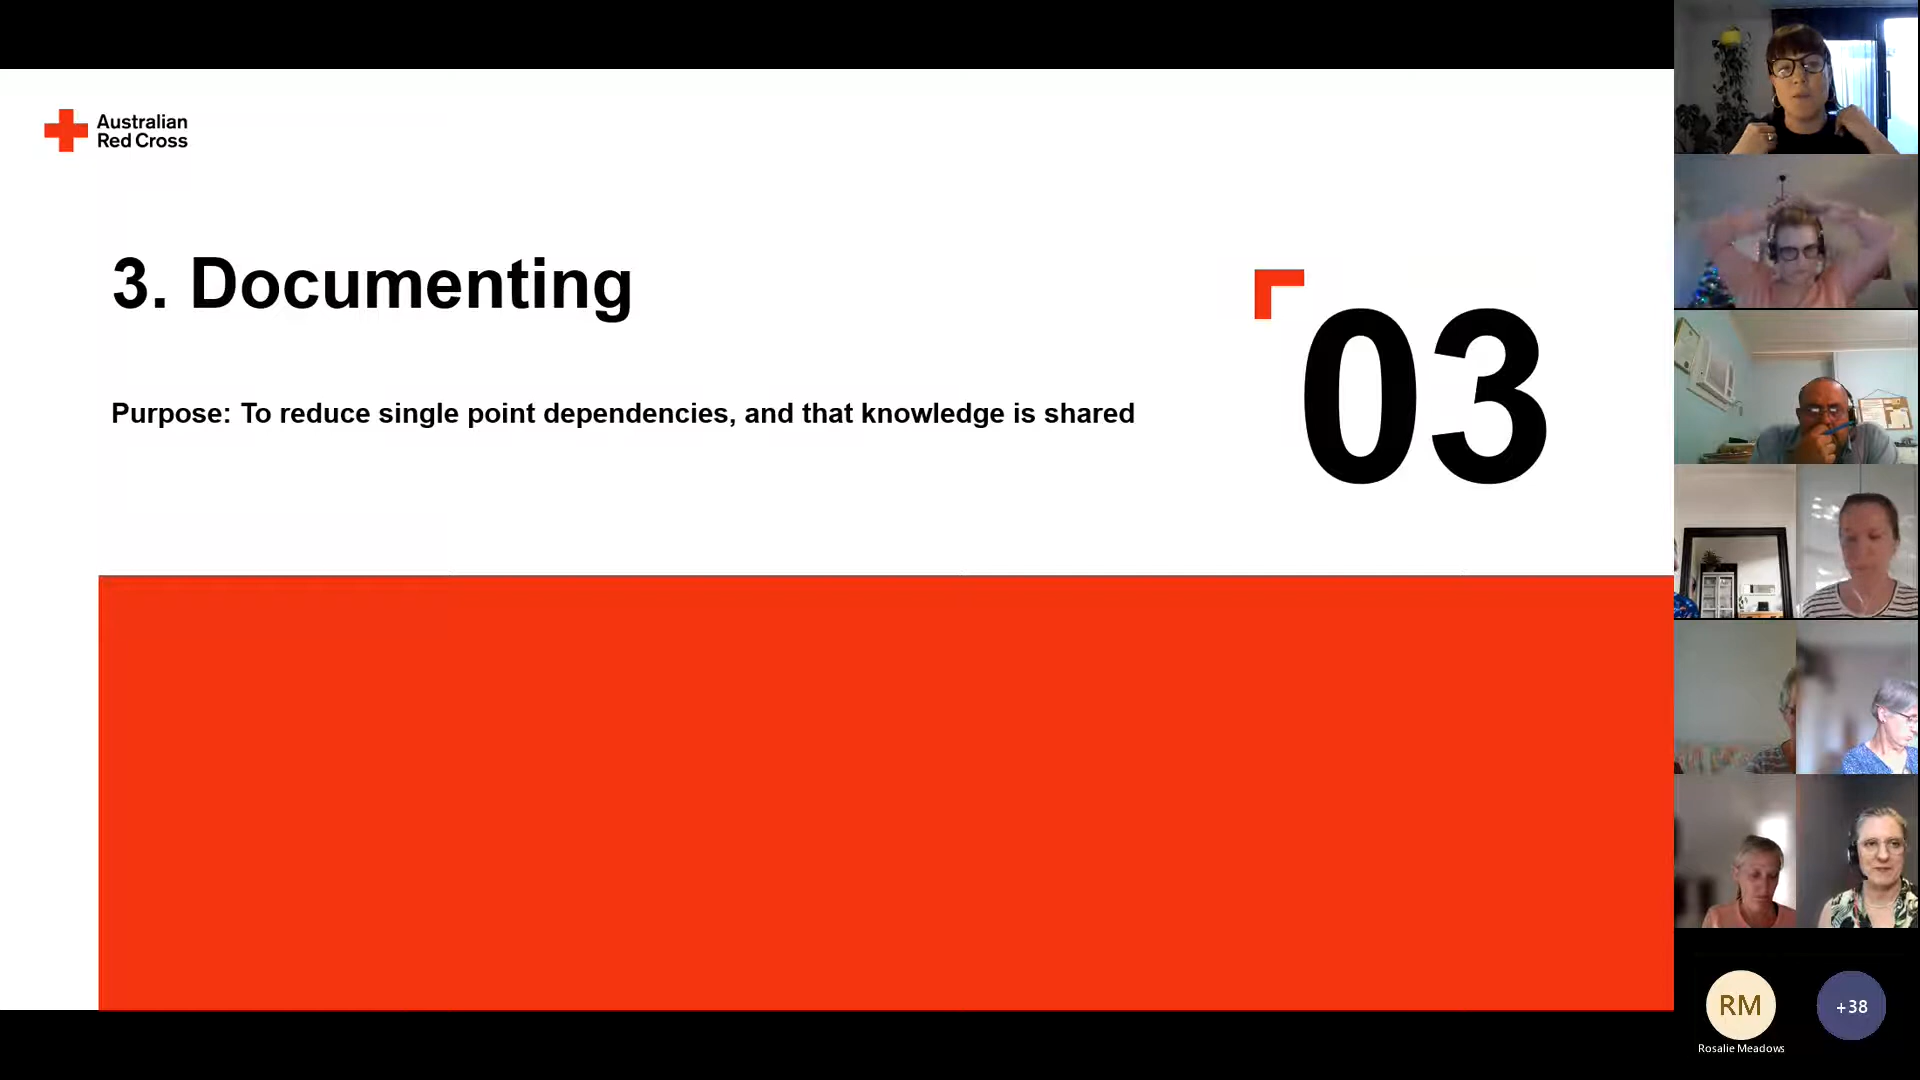 Australian
Red Cross
3. Documenting
Purpose: To reduce single point dependencies, and that knowledge is shared
03
RM
+38
Rosalie Meadows